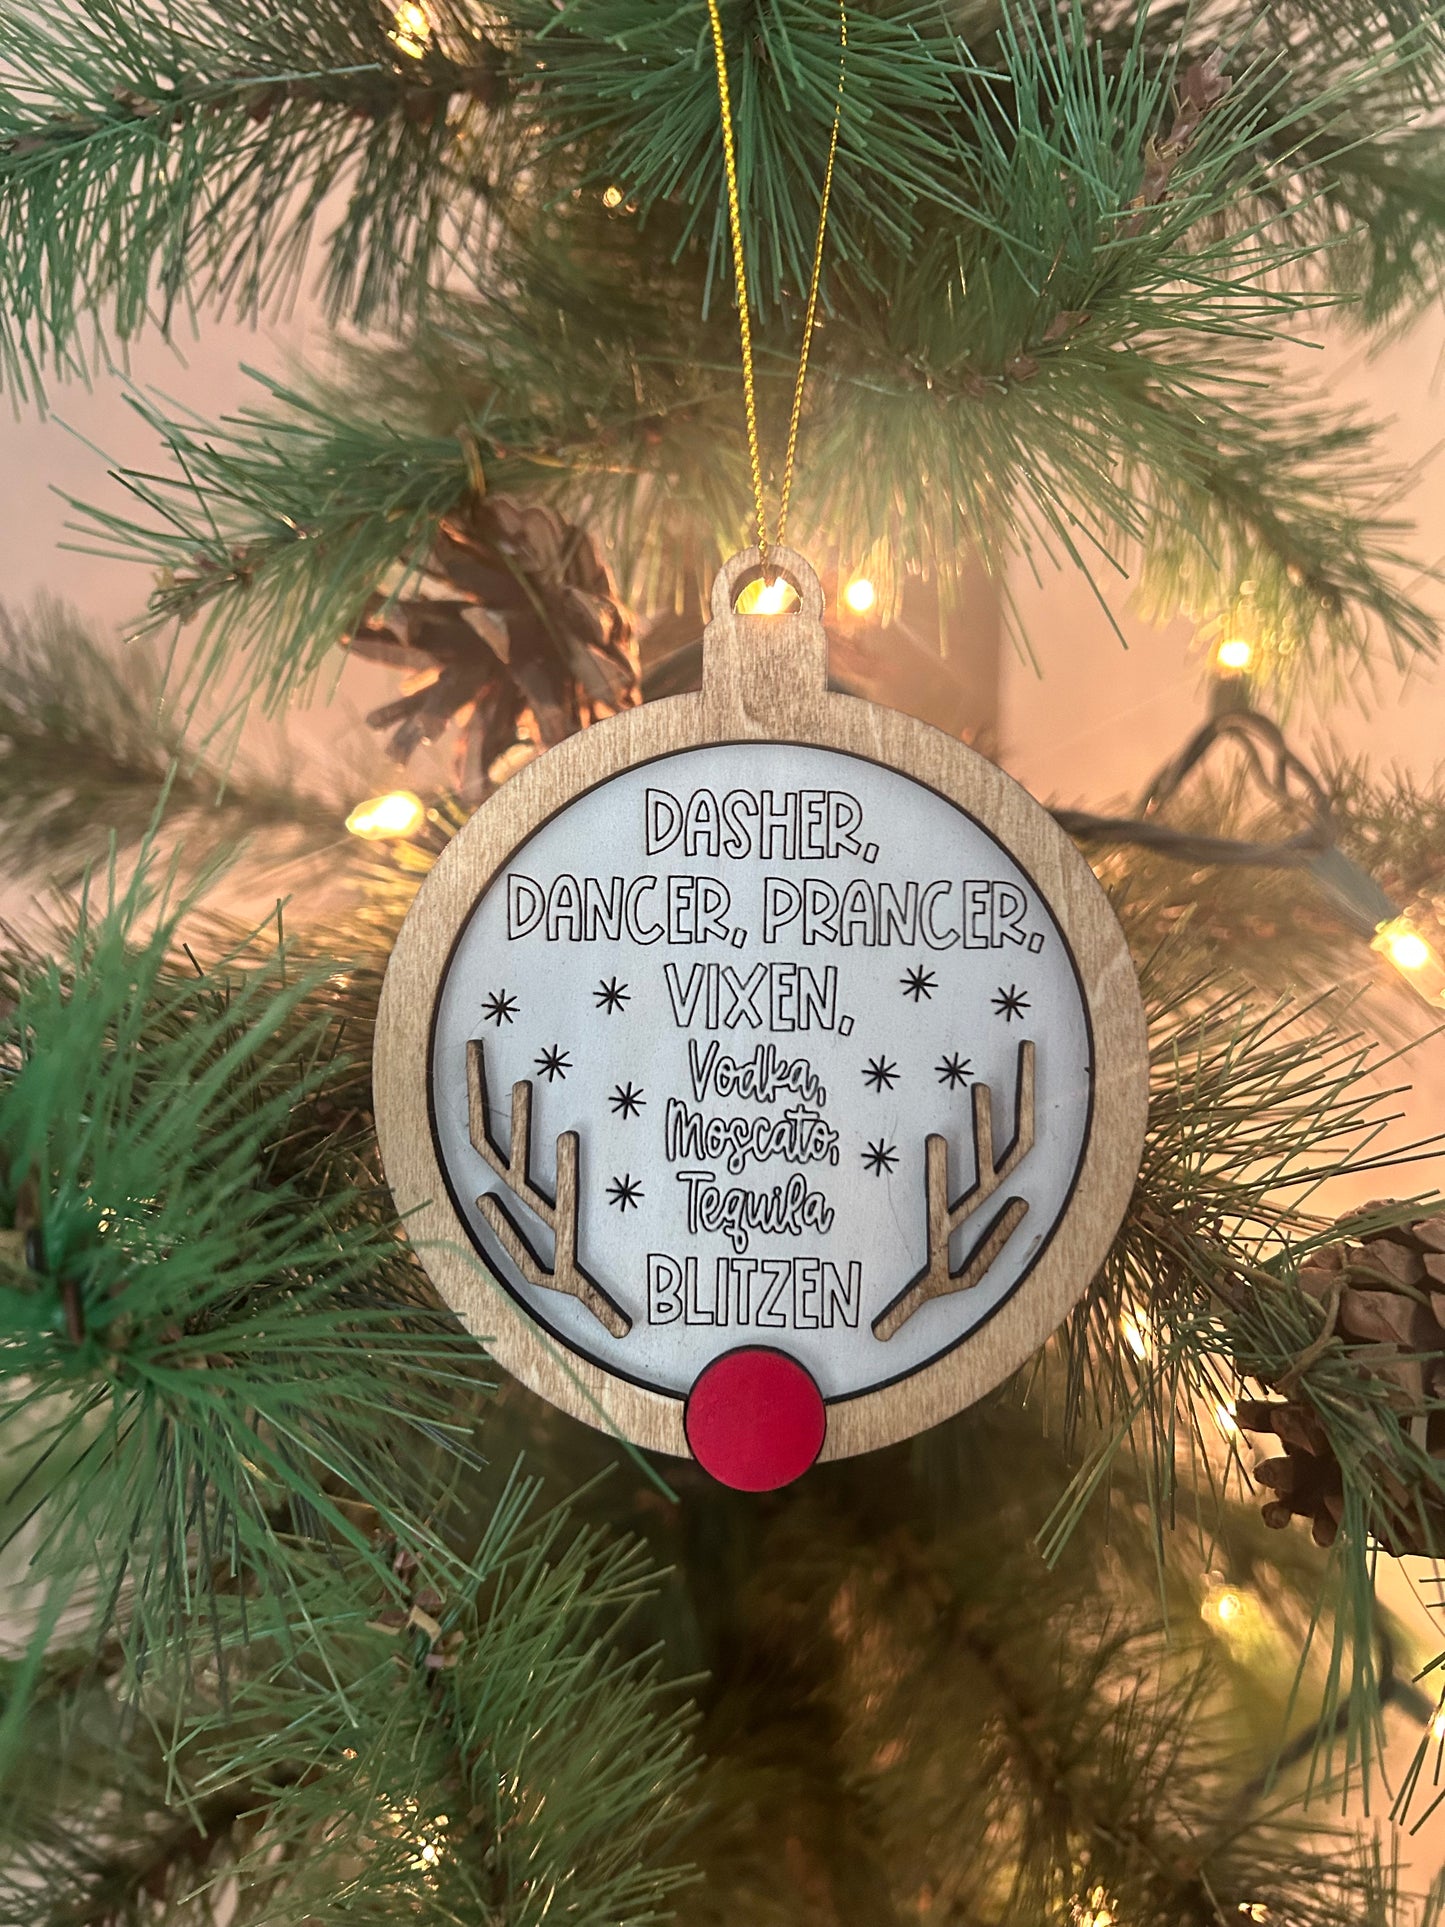 DASHER,
DANCER, PRANCER,
VIXEN,
Vodka,
Moscato,
Tequila
BLITZEN